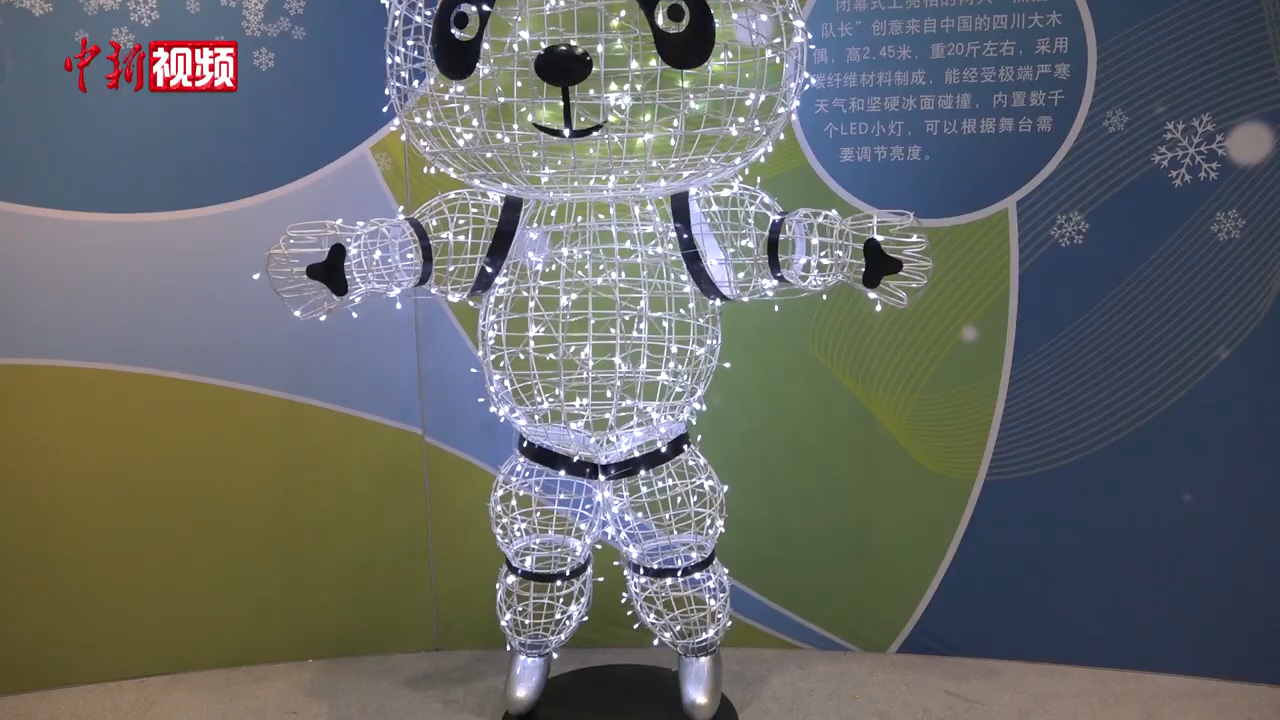 中新视频
闭幕式上亮相的两只“熊猫
队长”创意来自中国的四川大木
偶，高2.45米，重20斤左右，采用
碳纤维材料制成，能经受极端严寒
天气和坚硬冰面碰撞，内置数千
个LED小灯，可以根据舞台需
要调节亮度。